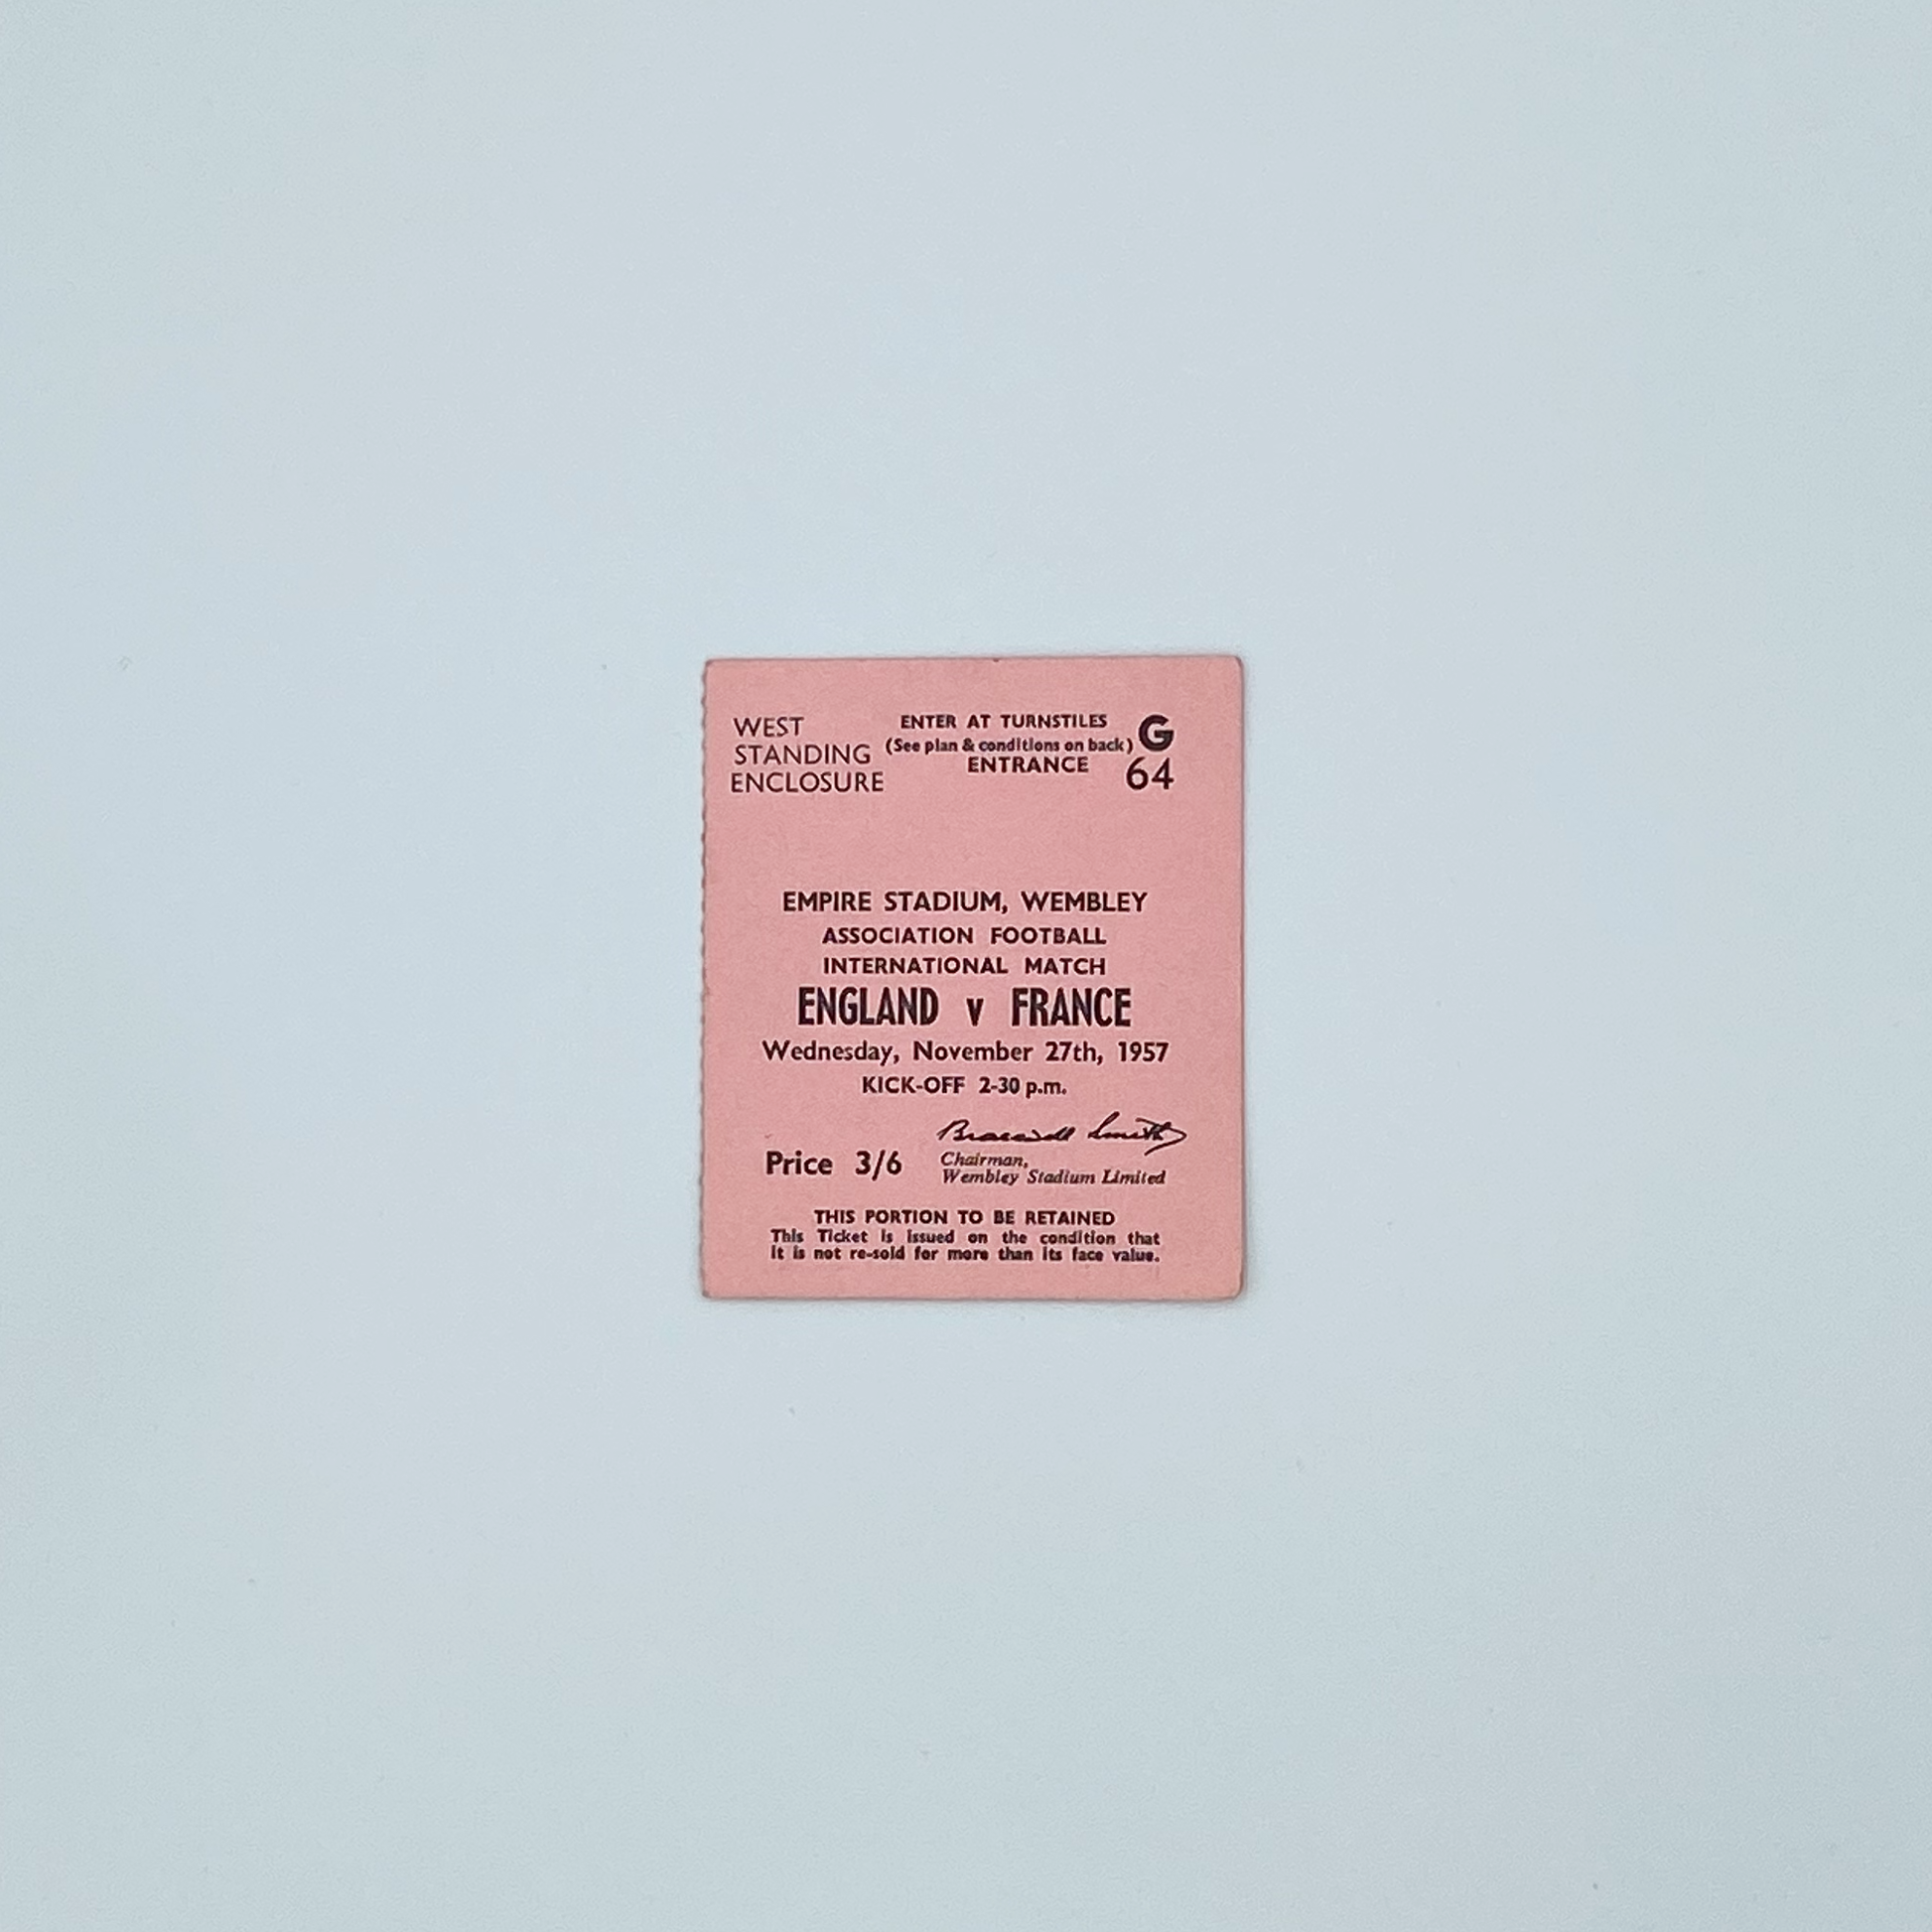 WEST
STANDING
ENCLOSURE
ENTER AT TURNSTILES
(See plan & conditions on back)
ENTRANCE
G
64
EMPIRE STADIUM, WEMBLEY
ASSOCIATION FOOTBALL
INTERNATIONAL MATCH
ENGLAND v FRANCE
Wednesday, November 27th, 1957
KICK-OFF 2-30 p.m.
Bracewell Smith
Price 3/6
Chairman,
Wembley Stadium Limited
THIS PORTION TO BE RETAINED
This Ticket is issued on the condition that
it is not re-sold for more than its face value.